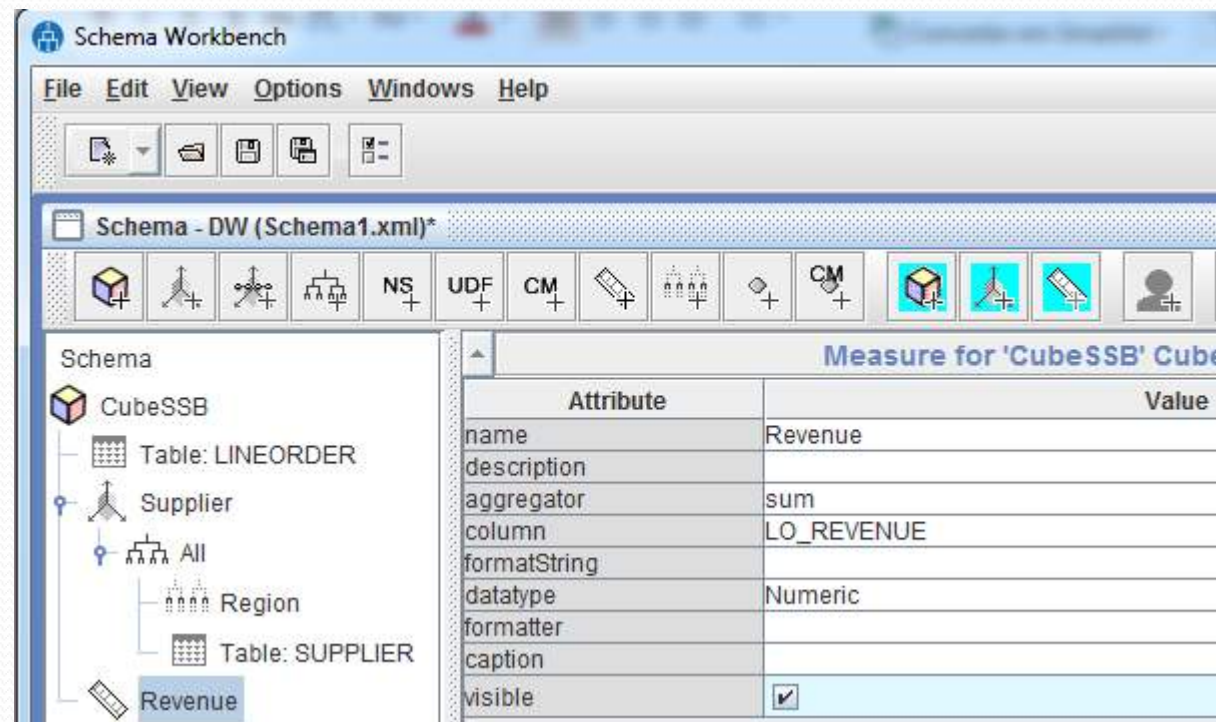 Schema Workbench
File Edit View Options Windows Help
Schema - DW (Schema1.xml)*
NS UDF CM CM
Schema
CubeSSB
Table: LINEORDER
Supplier
All
Region
Table: SUPPLIER
Revenue
Measure for 'CubeSSB' Cube
Attribute Value
name Revenue
description
aggregator sum
column LO_REVENUE
formatString
datatype Numeric
formatter
caption
visible